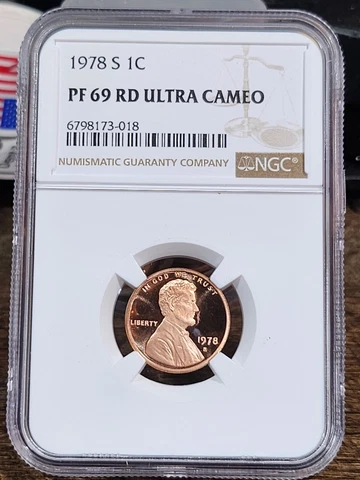 1978 S 1C
PF 69 RD ULTRA CAMEO
6798173-018
NUMISMATIC GUARANTY COMPANY
NGC®
IN GOD WE TRUST
LIBERTY
1978
S